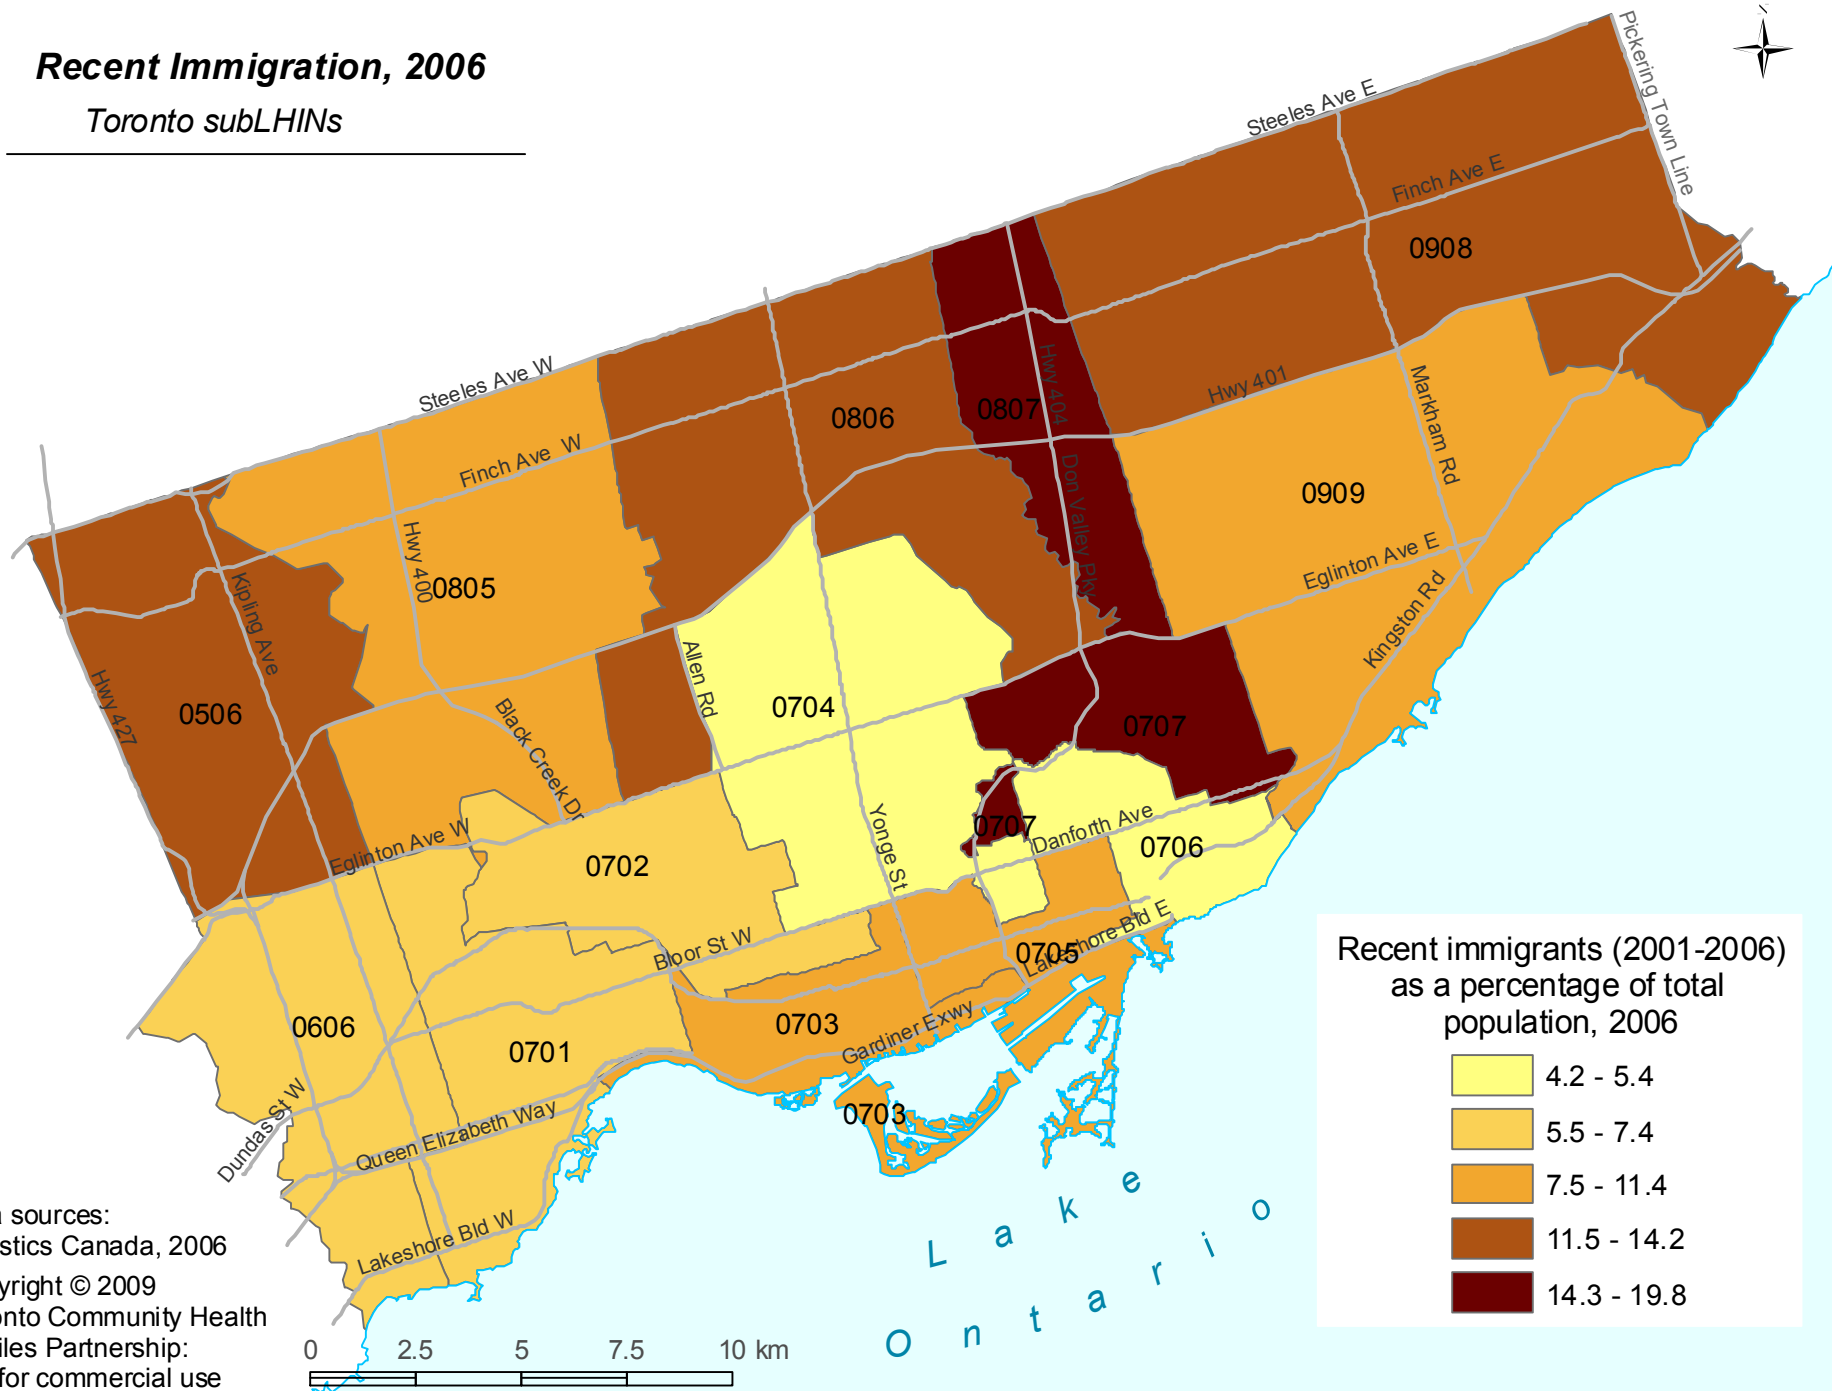 Recent Immigration, 2006
Toronto subLHINs
N
Pickering Town Line
Steeles Ave E
Finch Ave E
0908
Steeles Ave W
Finch Ave W
0806
0807
Hwy 404
Hwy 401
Markham Rd
0909
Don Valley Pky
Eglinton Ave E
Kingston Rd
Hwy 400
0805
Kipling Ave
Hwy 427
0506
Black Creek Dr
Allen Rd
0704
0707
0707
Yonge St
Danforth Ave
0706
Eglinton Ave W
0702
Bloor St W
0705
Lakeshore Bld E
0606
0701
0703
Gardiner Exwy
0703
Dundas St W
Queen Elizabeth Way
Lakeshore Bld W
Lake
Ontario
Recent immigrants (2001-2006)
as a percentage of total
population, 2006
4.2 - 5.4
5.5 - 7.4
7.5 - 11.4
11.5 - 14.2
14.3 - 19.8
a sources:
stics Canada, 2006
yright © 2009
onto Community Health
iles Partnership:
for commercial use
0 2.5 5 7.5 10 km